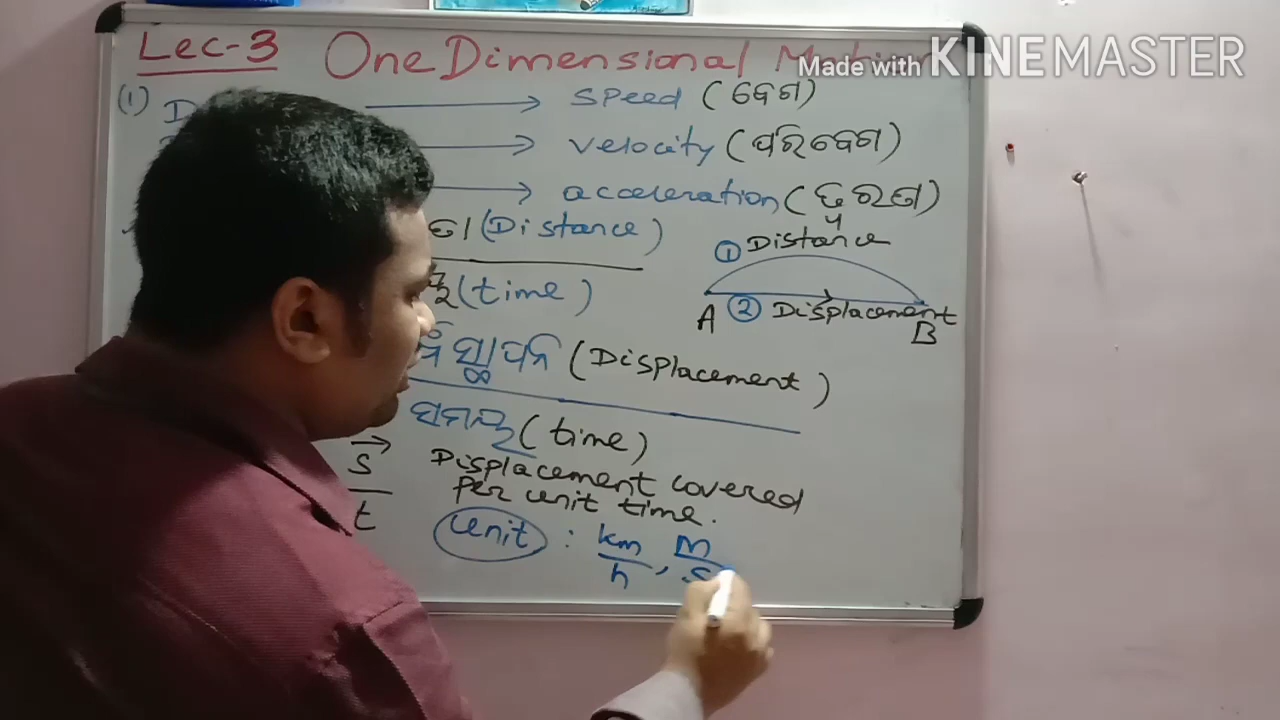 Lec-3 One Dimensional
Made with KINEMASTER
(1) D → speed (ବେଗ)
→ velocity (ପରିବେଗ)
→ acceleration (ତ୍ୱରଣ)
(Distance)
(time)
① Distance
A ② Displacement
B
(Displacement)
ସମୟ (time)
s
t
Displacement covered
per unit time.
unit : km/h, m/s